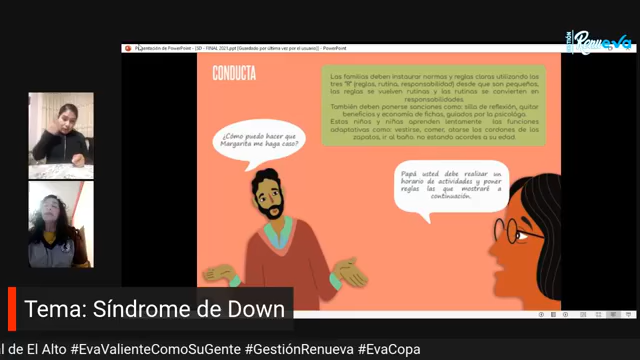 Presentación de PowerPoint - [SD - FINAL 2021.ppt [Guardado por última vez por el usuario] - PowerPoint
GESTIÓN
Renueva
CONDUCTA
Las familias deben instaurar normas y reglas claras utilizando las
tres "R" (reglas, rutina, responsabilidad) desde que son pequeños,
las reglas se vuelven rutinas y las rutinas se convierten en
responsabilidades.
También deben ponerse sanciones como: silla de reflexión, quitar
beneficios y economía de fichas, guiados por la psicóloga.
Estos niños y niñas aprenden lentamente las funciones
adaptativas como: vestirse, comer, atarse los cordones de los
zapatos, ir al baño, no estando acordes a su edad.
¿Cómo puedo hacer que
Margarita me haga caso?
Papá usted debe realizar un
horario de actividades y poner
reglas las que mostraré a
continuación.
Tema: Síndrome de Down
al de El Alto #EvaValienteComoSuGente #GestiónRenueva #EvaCopa